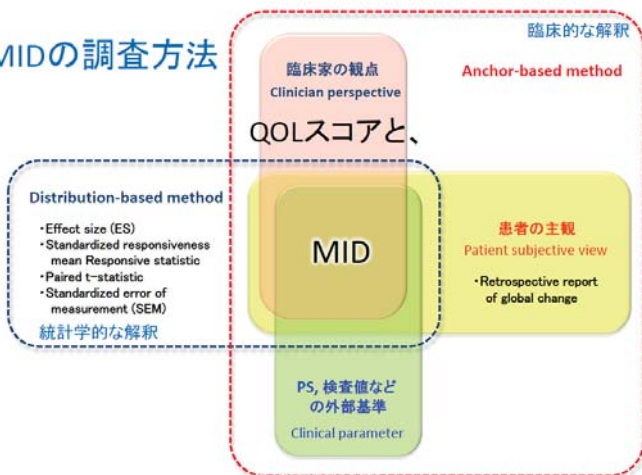 MIDの調査方法
臨床的な解釈
Anchor-based method
臨床家の観点
Clinician perspective
QOLスコアと、
Distribution-based method
・Effect size (ES)
・Standardized responsiveness
mean Responsive statistic
・Paired t-statistic
・Standardized error of
measurement (SEM)
統計学的な解釈
MID
患者の主観
Patient subjective view
・Retrospective report
of global change
PS, 検査値など
の外部基準
Clinical parameter